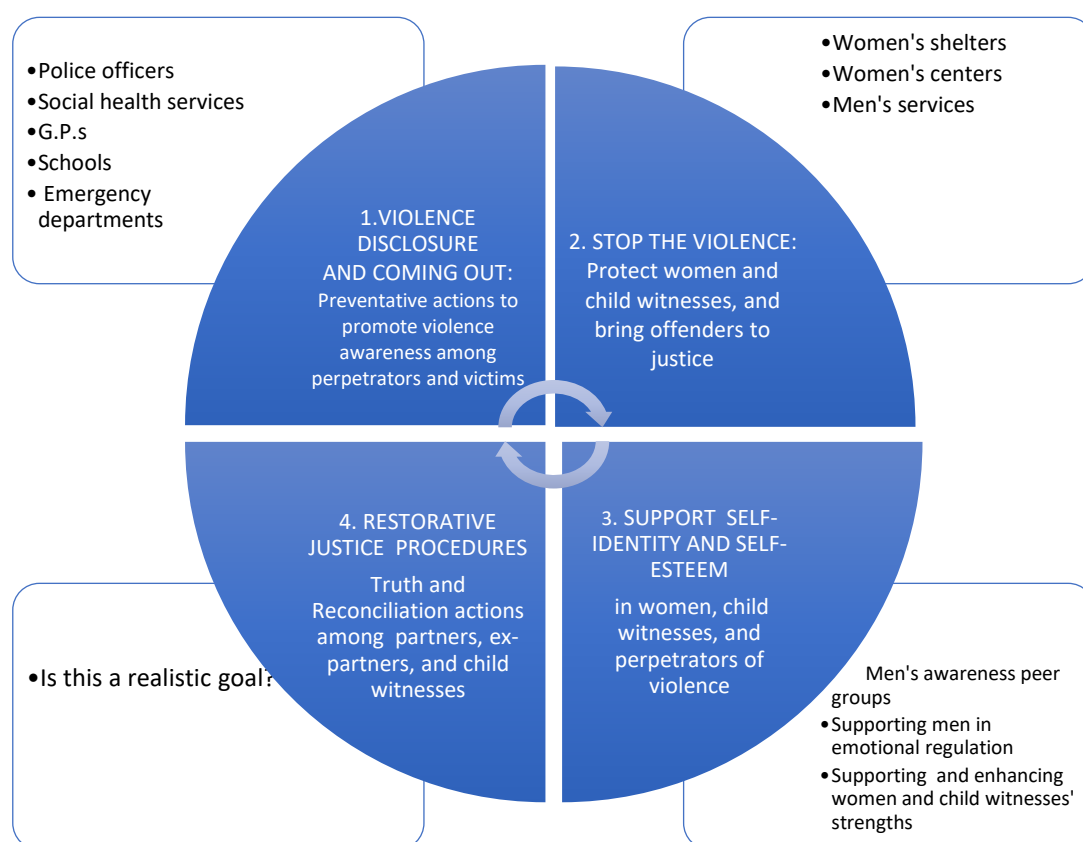 •Police officers
•Social health services
•G.P.s
•Schools
• Emergency
departments
•Women's shelters
•Women's centers
•Men's services
1.VIOLENCE
DISCLOSURE
AND COMING OUT:
Preventative actions to
promote violence
awareness among
perpetrators and victims
2. STOP THE VIOLENCE:
Protect women and
child witnesses, and
bring offenders to
justice
4. RESTORATIVE
JUSTICE PROCEDURES
Truth and
Reconciliation actions
among partners, ex-
partners, and child
witnesses
3. SUPPORT SELF-
IDENTITY AND SELF-
ESTEEM
in women, child
witnesses, and
perpetrators of
violence
•Is this a realistic goal?
Men's awareness peer
groups
•Supporting men in
emotional regulation
•Supporting and enhancing
women and child witnesses'
strengths